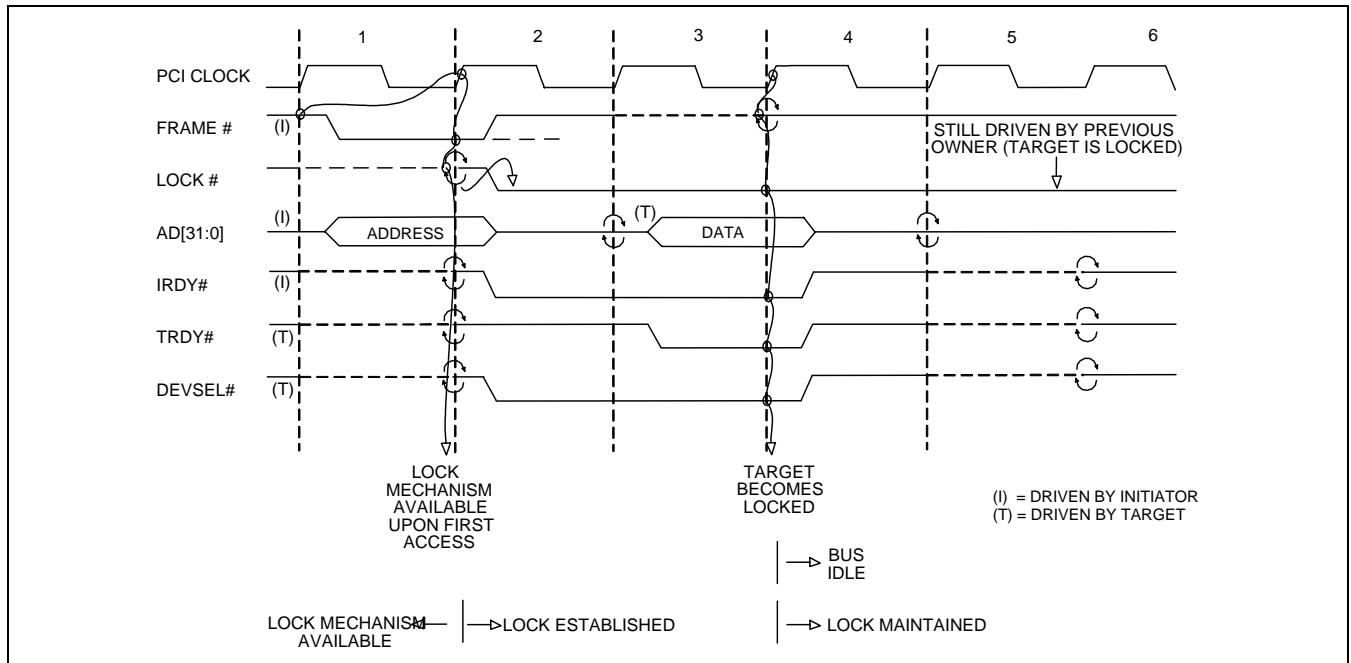 1 2 3 4 5 6
PCI CLOCK
FRAME # (I)
STILL DRIVEN BY PREVIOUS
OWNER (TARGET IS LOCKED)
LOCK #
AD[31:0] (I) ADDRESS (T) DATA
IRDY# (I)
TRDY# (T)
DEVSEL# (T)
LOCK
MECHANISM
AVAILABLE
UPON FIRST
ACCESS
TARGET
BECOMES
LOCKED
(I) = DRIVEN BY INITIATOR
(T) = DRIVEN BY TARGET
BUS
IDLE
LOCK MECHANISM
AVAILABLE
LOCK ESTABLISHED
LOCK MAINTAINED